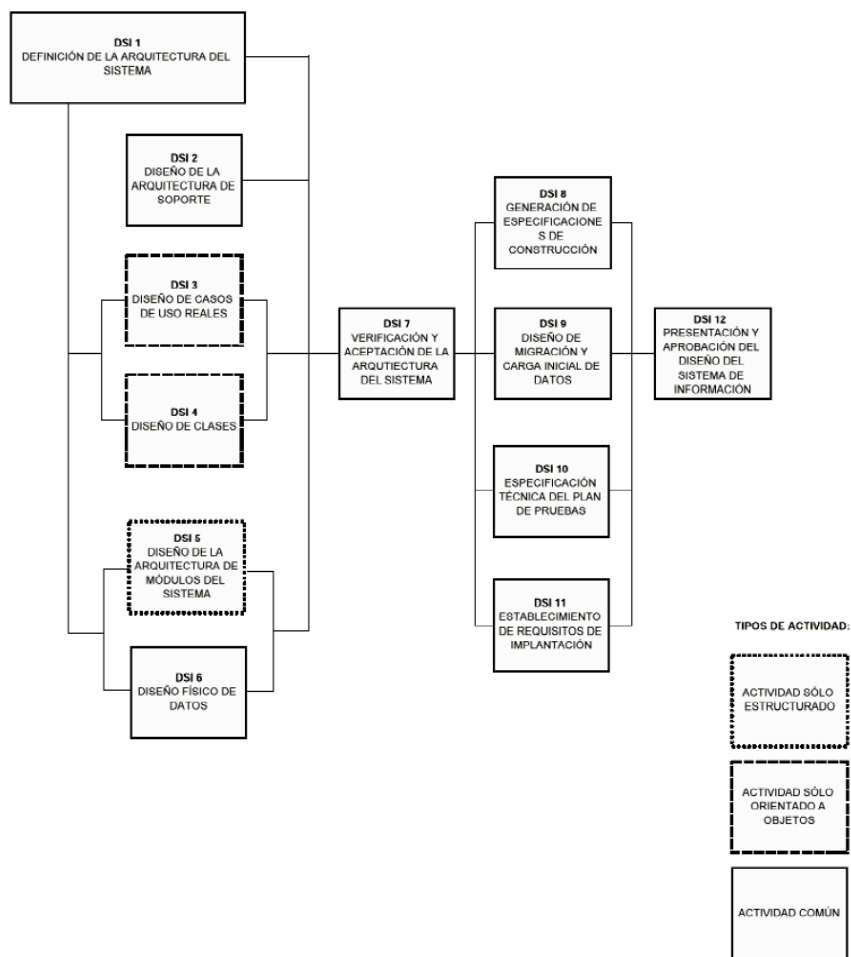 DSI 1
DEFINICIÓN DE LA ARQUITECTURA DEL
SISTEMA
DSI 2
DISEÑO DE LA
ARQUITECTURA DE
SOPORTE
DSI 3
DISEÑO DE CASOS
DE USO REALES
DSI 4
DISEÑO DE CLASES
DSI 5
DISEÑO DE LA
ARQUITECTURA DE
MÓDULOS DEL
SISTEMA
DSI 6
DISEÑO FÍSICO DE
DATOS
DSI 7
VERIFICACIÓN Y
ACEPTACIÓN DE LA
ARQUTIECTURA
DEL SISTEMA
DSI 8
GENERACIÓN DE
ESPECIFICACIONE
S DE
CONSTRUCCIÓN
DSI 9
DISEÑO DE
MIGRACIÓN Y
CARGA INICIAL DE
DATOS
DSI 10
ESPECIFICACIÓN
TÉCNICA DEL PLAN
DE PRUEBAS
DSI 11
ESTABLECIMIENTO
DE REQUISITOS DE
IMPLANTACIÓN
DSI 12
PRESENTACIÓN Y
APROBACIÓN DEL
DISEÑO DEL
SISTEMA DE
INFORMACIÓN
TIPOS DE ACTIVIDAD:
ACTIVIDAD SÓLO
ESTRUCTURADO
ACTIVIDAD SÓLO
ORIENTADO A
OBJETOS
ACTIVIDAD COMÚN